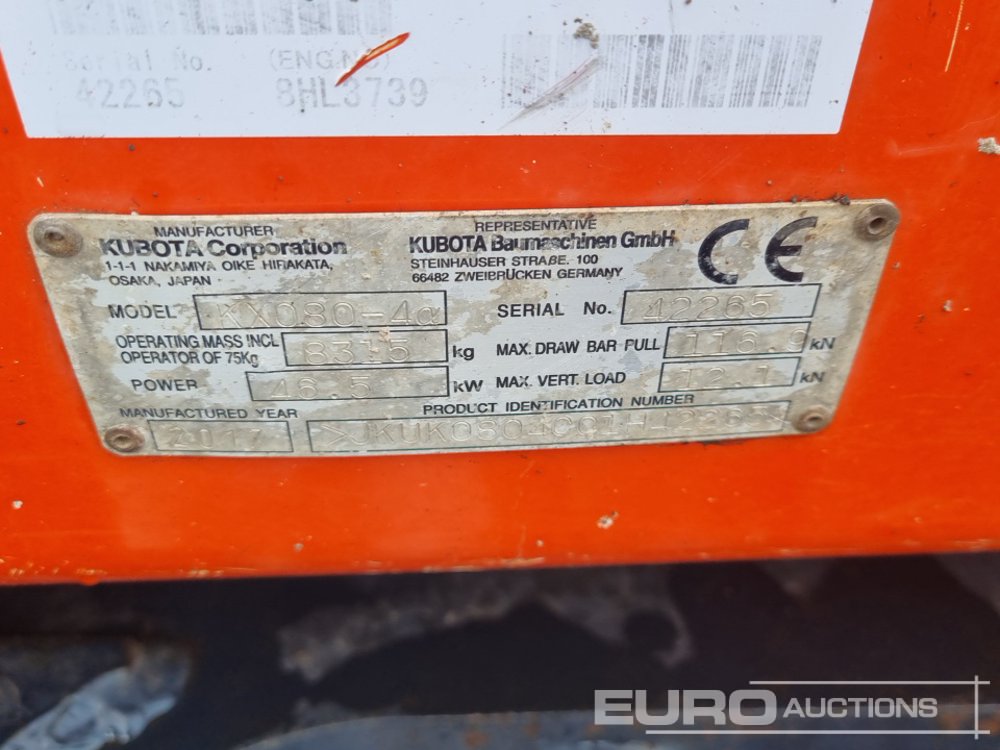 Serial No. (ENG.NO)
42265 8HL3739
MANUFACTURER
KUBOTA Corporation
1-1-1 NAKAMIYA OIKE HIRAKATA,
OSAKA, JAPAN
REPRESENTATIVE
KUBOTA Baumaschinen GmbH
STEINHAUSER STRAßE. 100
66482 ZWEIBRÜCKEN GERMANY
CE
MODEL KX080-4α
SERIAL No. 42265
OPERATING MASS INCL
OPERATOR OF 75Kg 8315 kg
MAX. DRAW BAR PULL 116.9 kN
POWER 46.5 kW
MAX. VERT. LOAD 12.1 kN
MANUFACTURED YEAR
2017
PRODUCT IDENTIFICATION NUMBER
EURO AUCTIONS